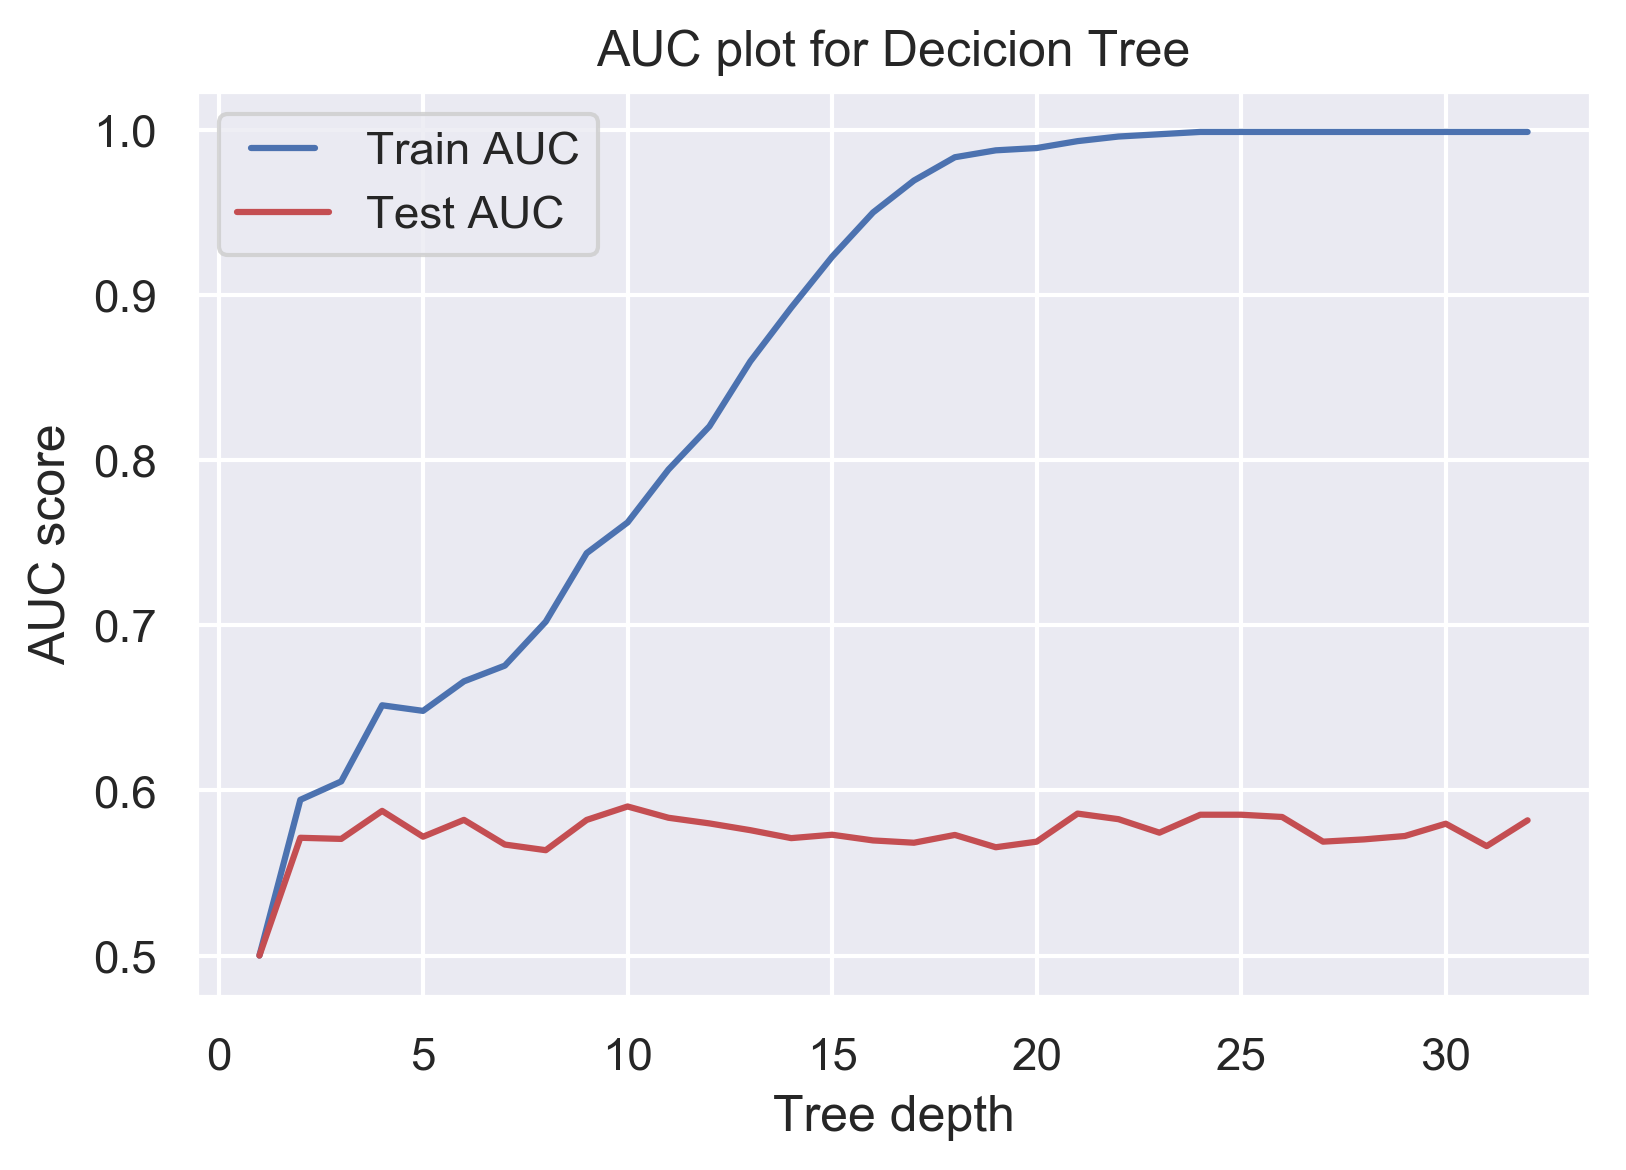 AUC plot for Decicion Tree
Train AUC
Test AUC
AUC score
1.0
0.9
0.8
0.7
0.6
0.5
0 5 10 15 20 25 30
Tree depth